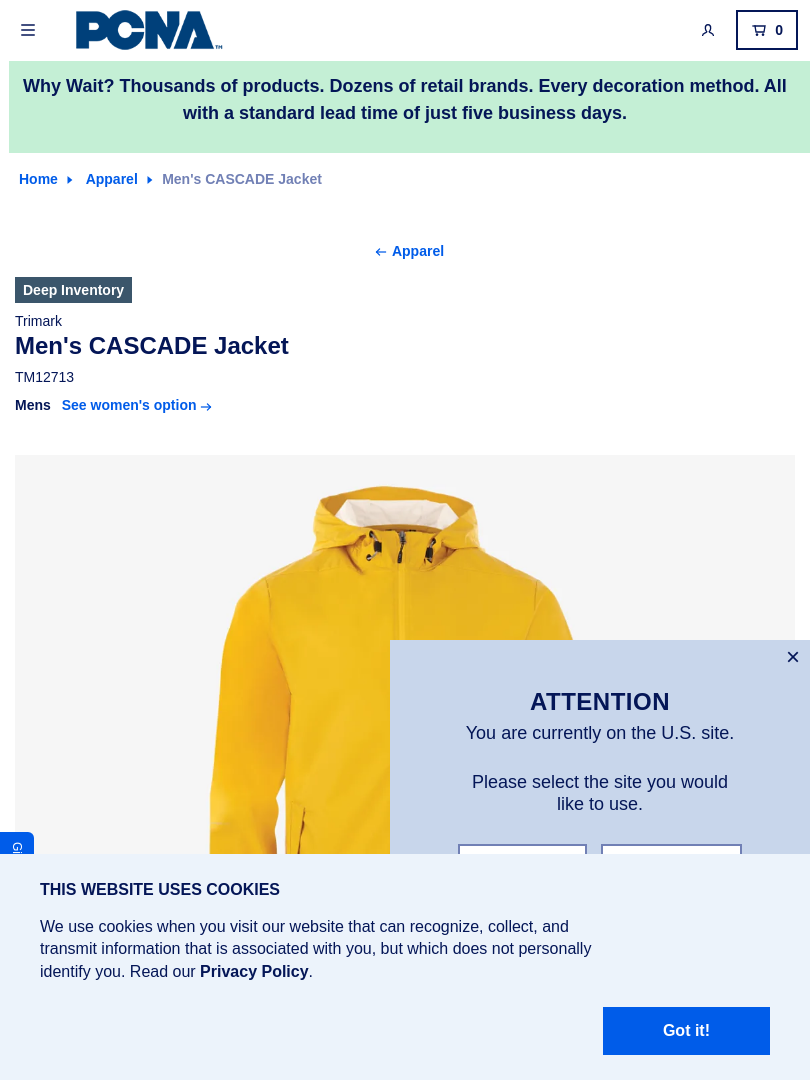 PCNA™
0
Why Wait? Thousands of products. Dozens of retail brands. Every decoration method. All
with a standard lead time of just five business days.
Home
Apparel
Men's CASCADE Jacket
← Apparel
Deep Inventory
Trimark
Men's CASCADE Jacket
TM12713
Mens See women's option →
×
ATTENTION
You are currently on the U.S. site.
Please select the site you would
like to use.
THIS WEBSITE USES COOKIES
We use cookies when you visit our website that can recognize, collect, and
transmit information that is associated with you, but which does not personally
identify you. Read our Privacy Policy.
Got it!